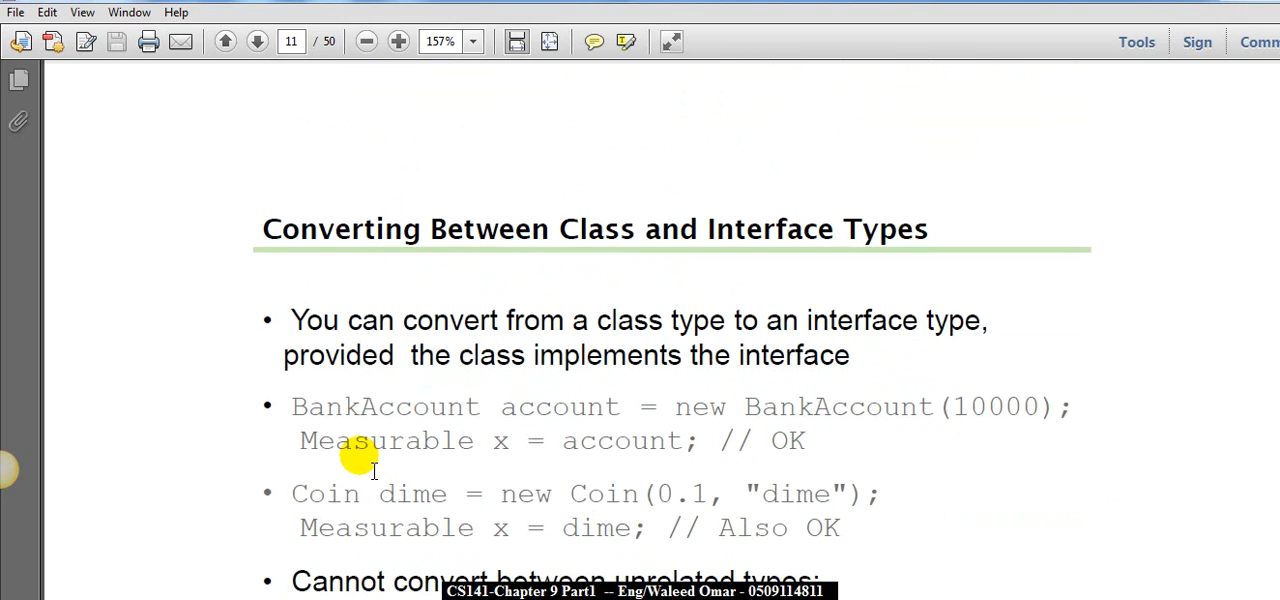 File Edit View Window Help
11 / 50 157% Tools Sign Comm
Converting Between Class and Interface Types
• You can convert from a class type to an interface type,
provided the class implements the interface
• BankAccount account = new BankAccount(10000);
Measurable x = account; // OK
• Coin dime = new Coin(0.1, "dime");
Measurable x = dime; // Also OK
• Cannot convert between unrelated types:
CS141-Chapter 9 Part1 -- Eng/Waleed Omar - 0509114811